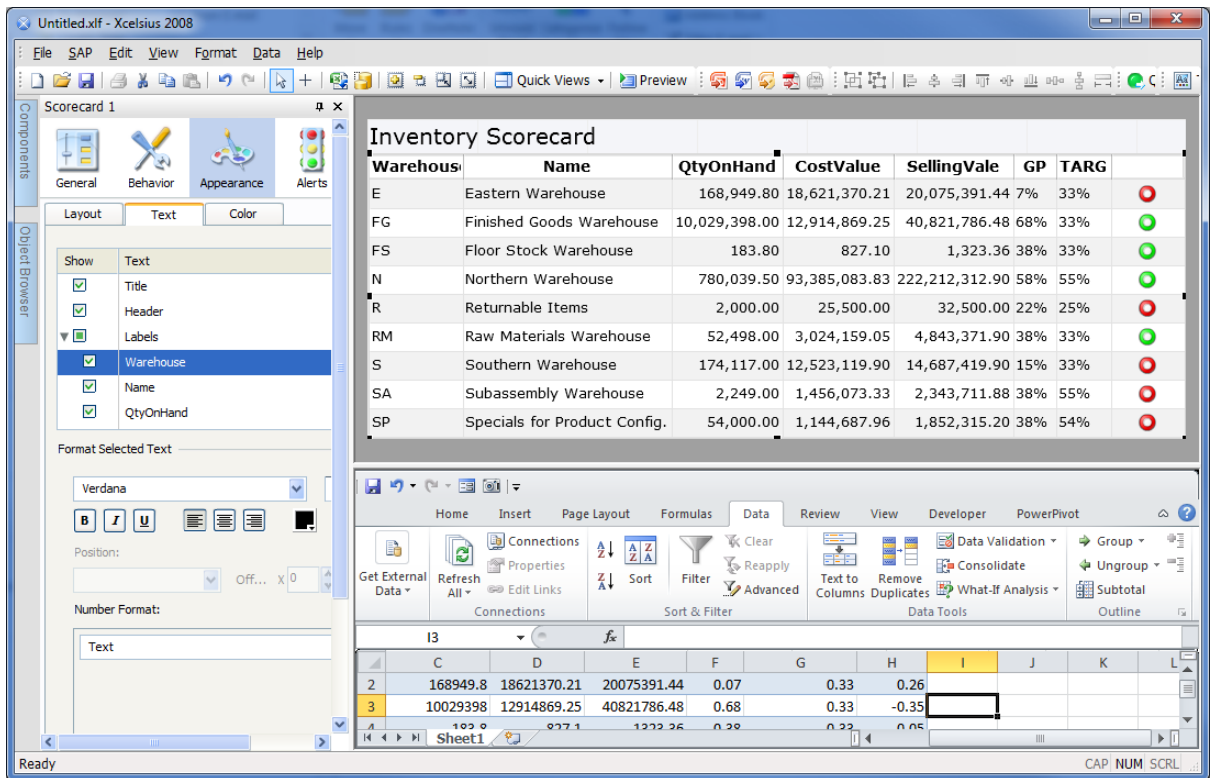 Untitled.xlf - Xcelsius 2008
File SAP Edit View Format Data Help
Quick Views Preview
Components
Object Browser
Scorecard 1
General Behavior Appearance Alerts
Layout Text Color
Show Text
Title
Header
Labels
Warehouse
Name
QtyOnHand
Format Selected Text
Verdana
B I U
Position:
Off... X 0
Number Format:
Text
Inventory Scorecard
Warehous Name QtyOnHand CostValue SellingVale GP TARG
E Eastern Warehouse 168,949.80 18,621,370.21 20,075,391.44 7% 33%
FG Finished Goods Warehouse 10,029,398.00 12,914,869.25 40,821,786.48 68% 33%
FS Floor Stock Warehouse 183.80 827.10 1,323.36 38% 33%
N Northern Warehouse 780,039.50 93,385,083.83 222,212,312.90 58% 55%
R Returnable Items 2,000.00 25,500.00 32,500.00 22% 25%
RM Raw Materials Warehouse 52,498.00 3,024,159.05 4,843,371.90 38% 33%
S Southern Warehouse 174,117.00 12,523,119.90 14,687,419.90 15% 33%
SA Subassembly Warehouse 2,249.00 1,456,073.33 2,343,711.88 38% 55%
SP Specials for Product Config. 54,000.00 1,144,687.96 1,852,315.20 38% 54%
Home Insert Page Layout Formulas Data Review View Developer PowerPivot
Get External Data
Refresh All
Connections
Properties
Edit Links
Connections
Sort
Filter
Clear
Reapply
Advanced
Sort & Filter
Text to Columns
Remove Duplicates
Data Validation
Consolidate
What-If Analysis
Data Tools
Group
Ungroup
Subtotal
Outline
I3 fx
C D E F G H I J K L
2 168949.8 18621370.21 20075391.44 0.07 0.33 0.26
3 10029398 12914869.25 40821786.48 0.68 0.33 -0.35
4 183.8 827.1 1323.36 0.38 0.33 0.05
Sheet1
Ready CAP NUM SCRL